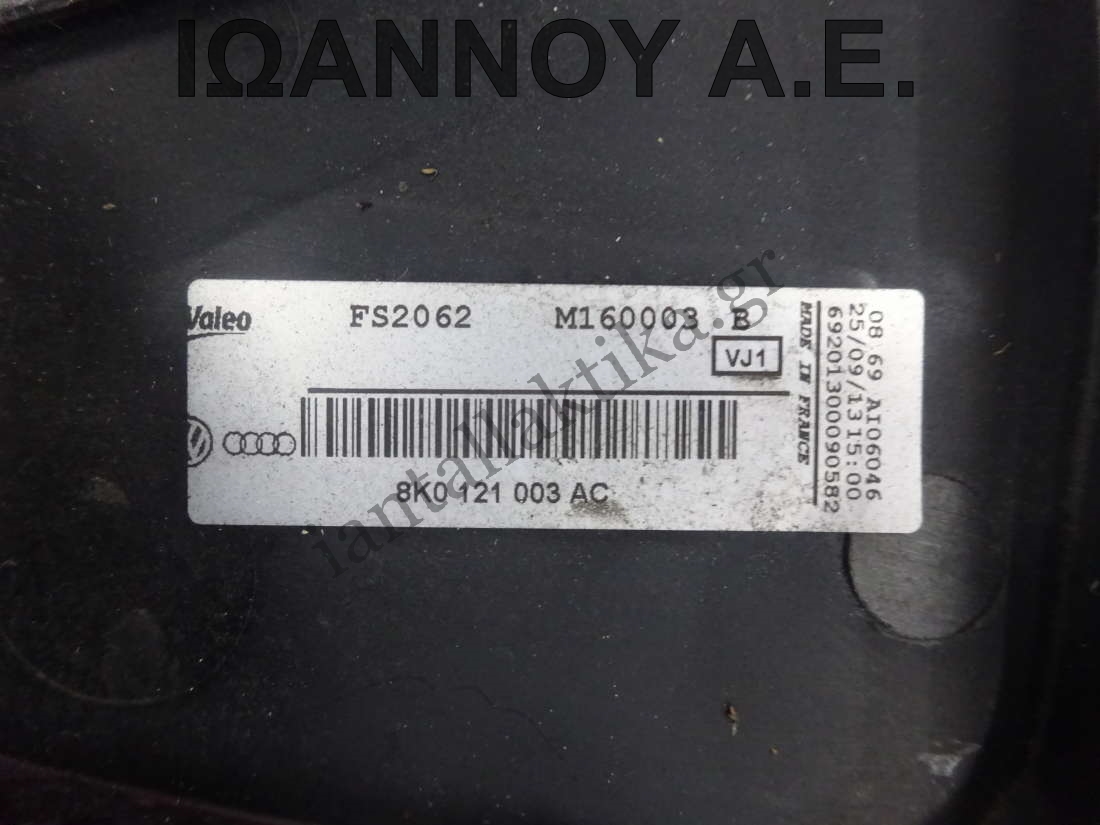 ΙΩΑΝΝΟΥ Α.Ε.
Valeo FS2062 M160003 B
VJ1
8K0 121 003 AC
MADE IN FRANCE
08 69 AI06046
25/09/13 15:00
69201300090582
iantallaktika.gr